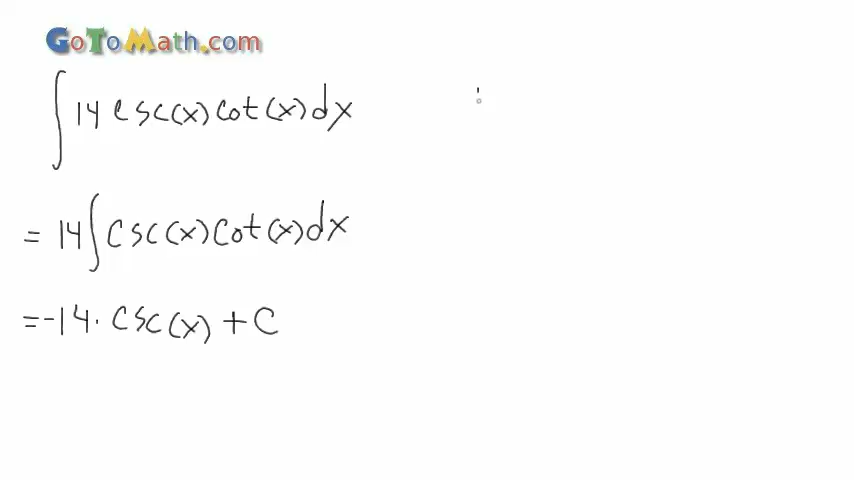 GoToMath.com
∫14 csc(x) cot(x) dx
= 14∫csc(x) cot(x) dx
= -14· csc(x) + C